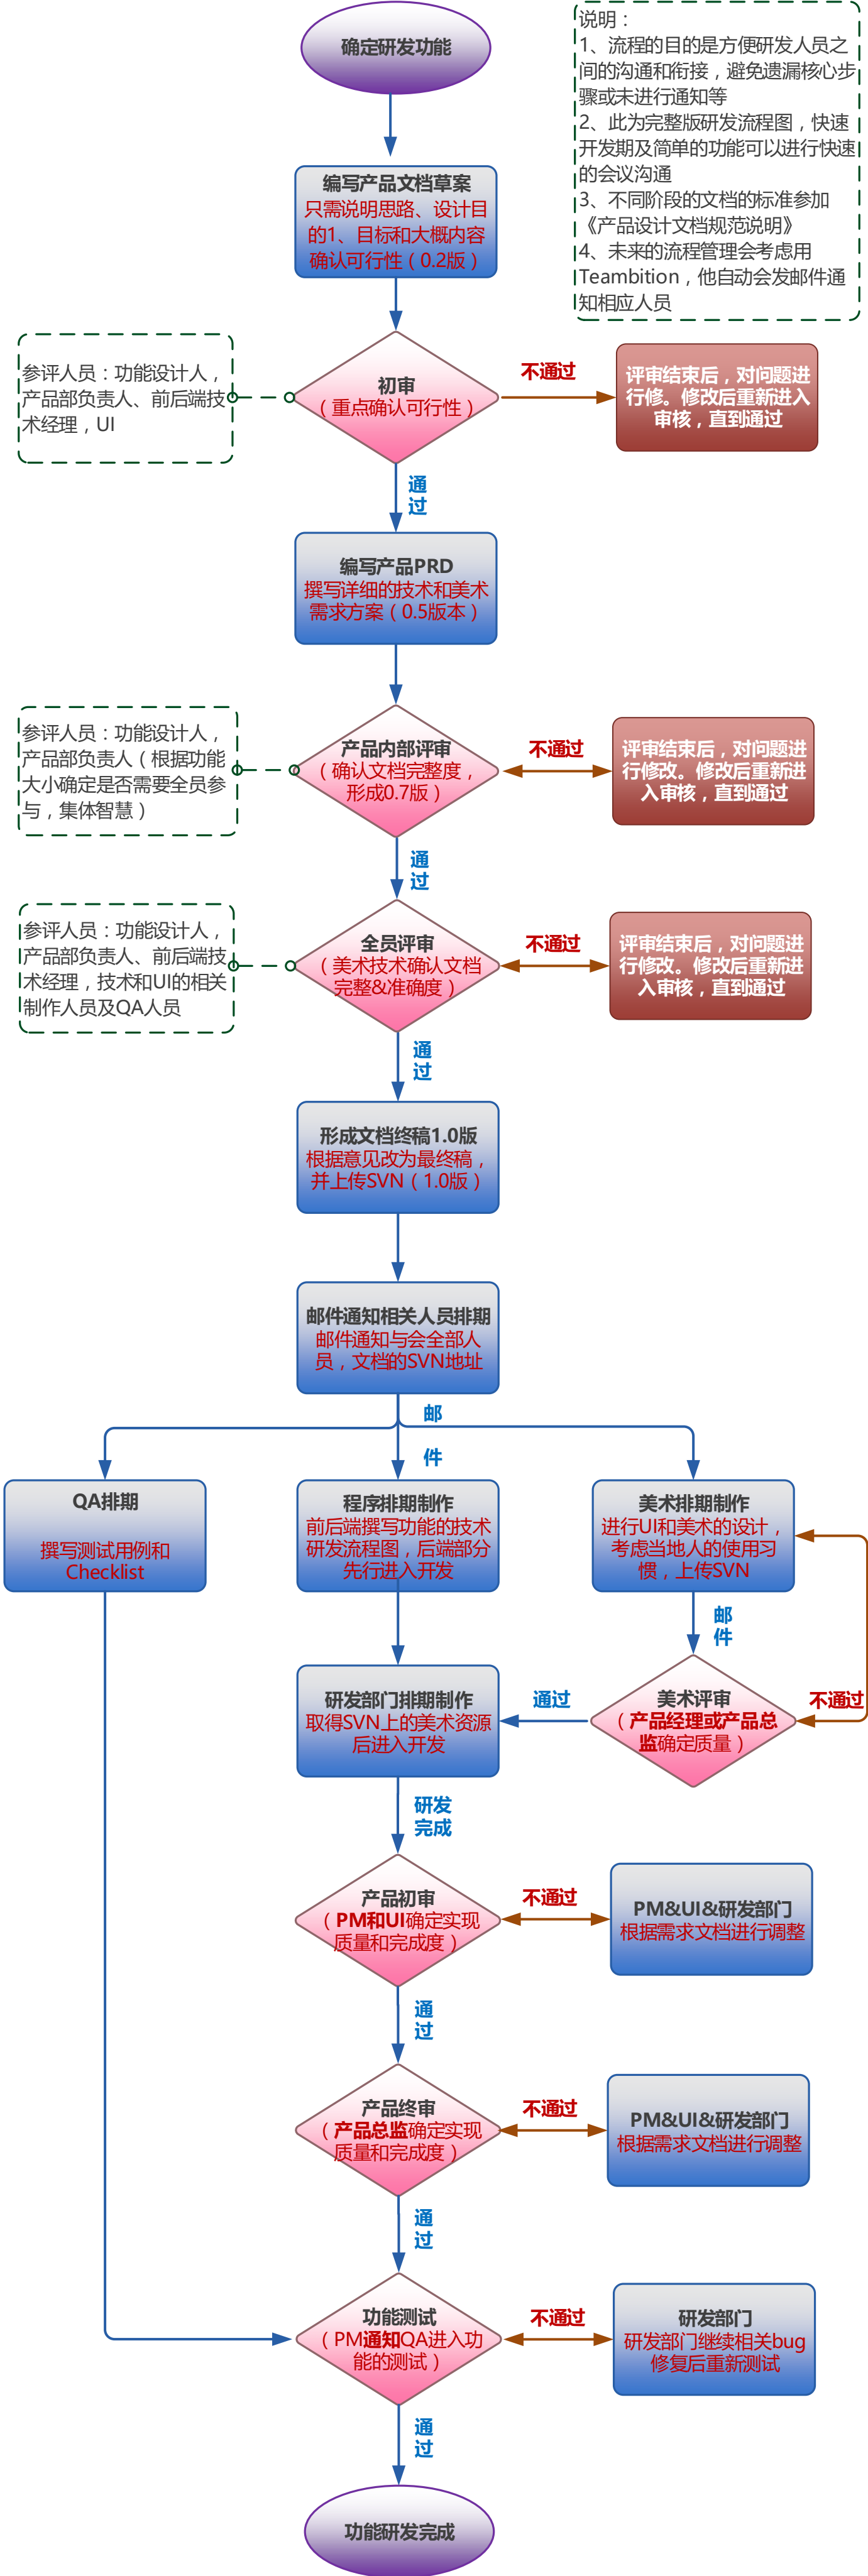 确定研发功能
说明：
1、流程的目的是方便研发人员之
间的沟通和衔接，避免遗漏核心步
骤或未进行通知等
2、此为完整版研发流程图，快速
开发期及简单的功能可以进行快速
的会议沟通
3、不同阶段的文档的标准参加
《产品设计文档规范说明》
4、未来的流程管理会考虑用
Teambition，他自动会发邮件通
知相应人员
编写产品文档草案
只需说明思路、设计目
的1、目标和大概内容
确认可行性（0.2版）
参评人员：功能设计人，
产品部负责人、前后端技
术经理，UI
初审
（重点确认可行性）
不通过
评审结束后，对问题进
行修。修改后重新进入
审核，直到通过
通
过
编写产品PRD
撰写详细的技术和美术
需求方案（0.5版本）
参评人员：功能设计人，
产品部负责人（根据功能
大小确定是否需要全员参
与，集体智慧）
产品内部评审
（确认文档完整度，
形成0.7版）
不通过
评审结束后，对问题进
行修改。修改后重新进
入审核，直到通过
通
过
参评人员：功能设计人，
产品部负责人、前后端技
术经理，技术和UI的相关
制作人员及QA人员
全员评审
（美术技术确认文档
完整&准确度）
不通过
评审结束后，对问题进
行修改。修改后重新进
入审核，直到通过
通
过
形成文档终稿1.0版
根据意见改为最终稿，
并上传SVN（1.0版）
邮件通知相关人员排期
邮件通知与会全部人
员，文档的SVN地址
邮
件
QA排期
撰写测试用例和
Checklist
程序排期制作
前后端撰写功能的技术
研发流程图，后端部分
先行进入开发
美术排期制作
进行UI和美术的设计，
考虑当地人的使用习
惯，上传SVN
邮
件
研发部门排期制作
取得SVN上的美术资源
后进入开发
通过
美术评审
（产品经理或产品总
监确定质量）
不通过
研发
完成
产品初审
（PM和UI确定实现
质量和完成度）
不通过
PM&UI&研发部门
根据需求文档进行调整
通
过
产品终审
（产品总监确定实现
质量和完成度）
不通过
PM&UI&研发部门
根据需求文档进行调整
通
过
功能测试
（PM通知QA进入功
能的测试）
不通过
研发部门
研发部门继续相关bug
修复后重新测试
通
过
功能研发完成